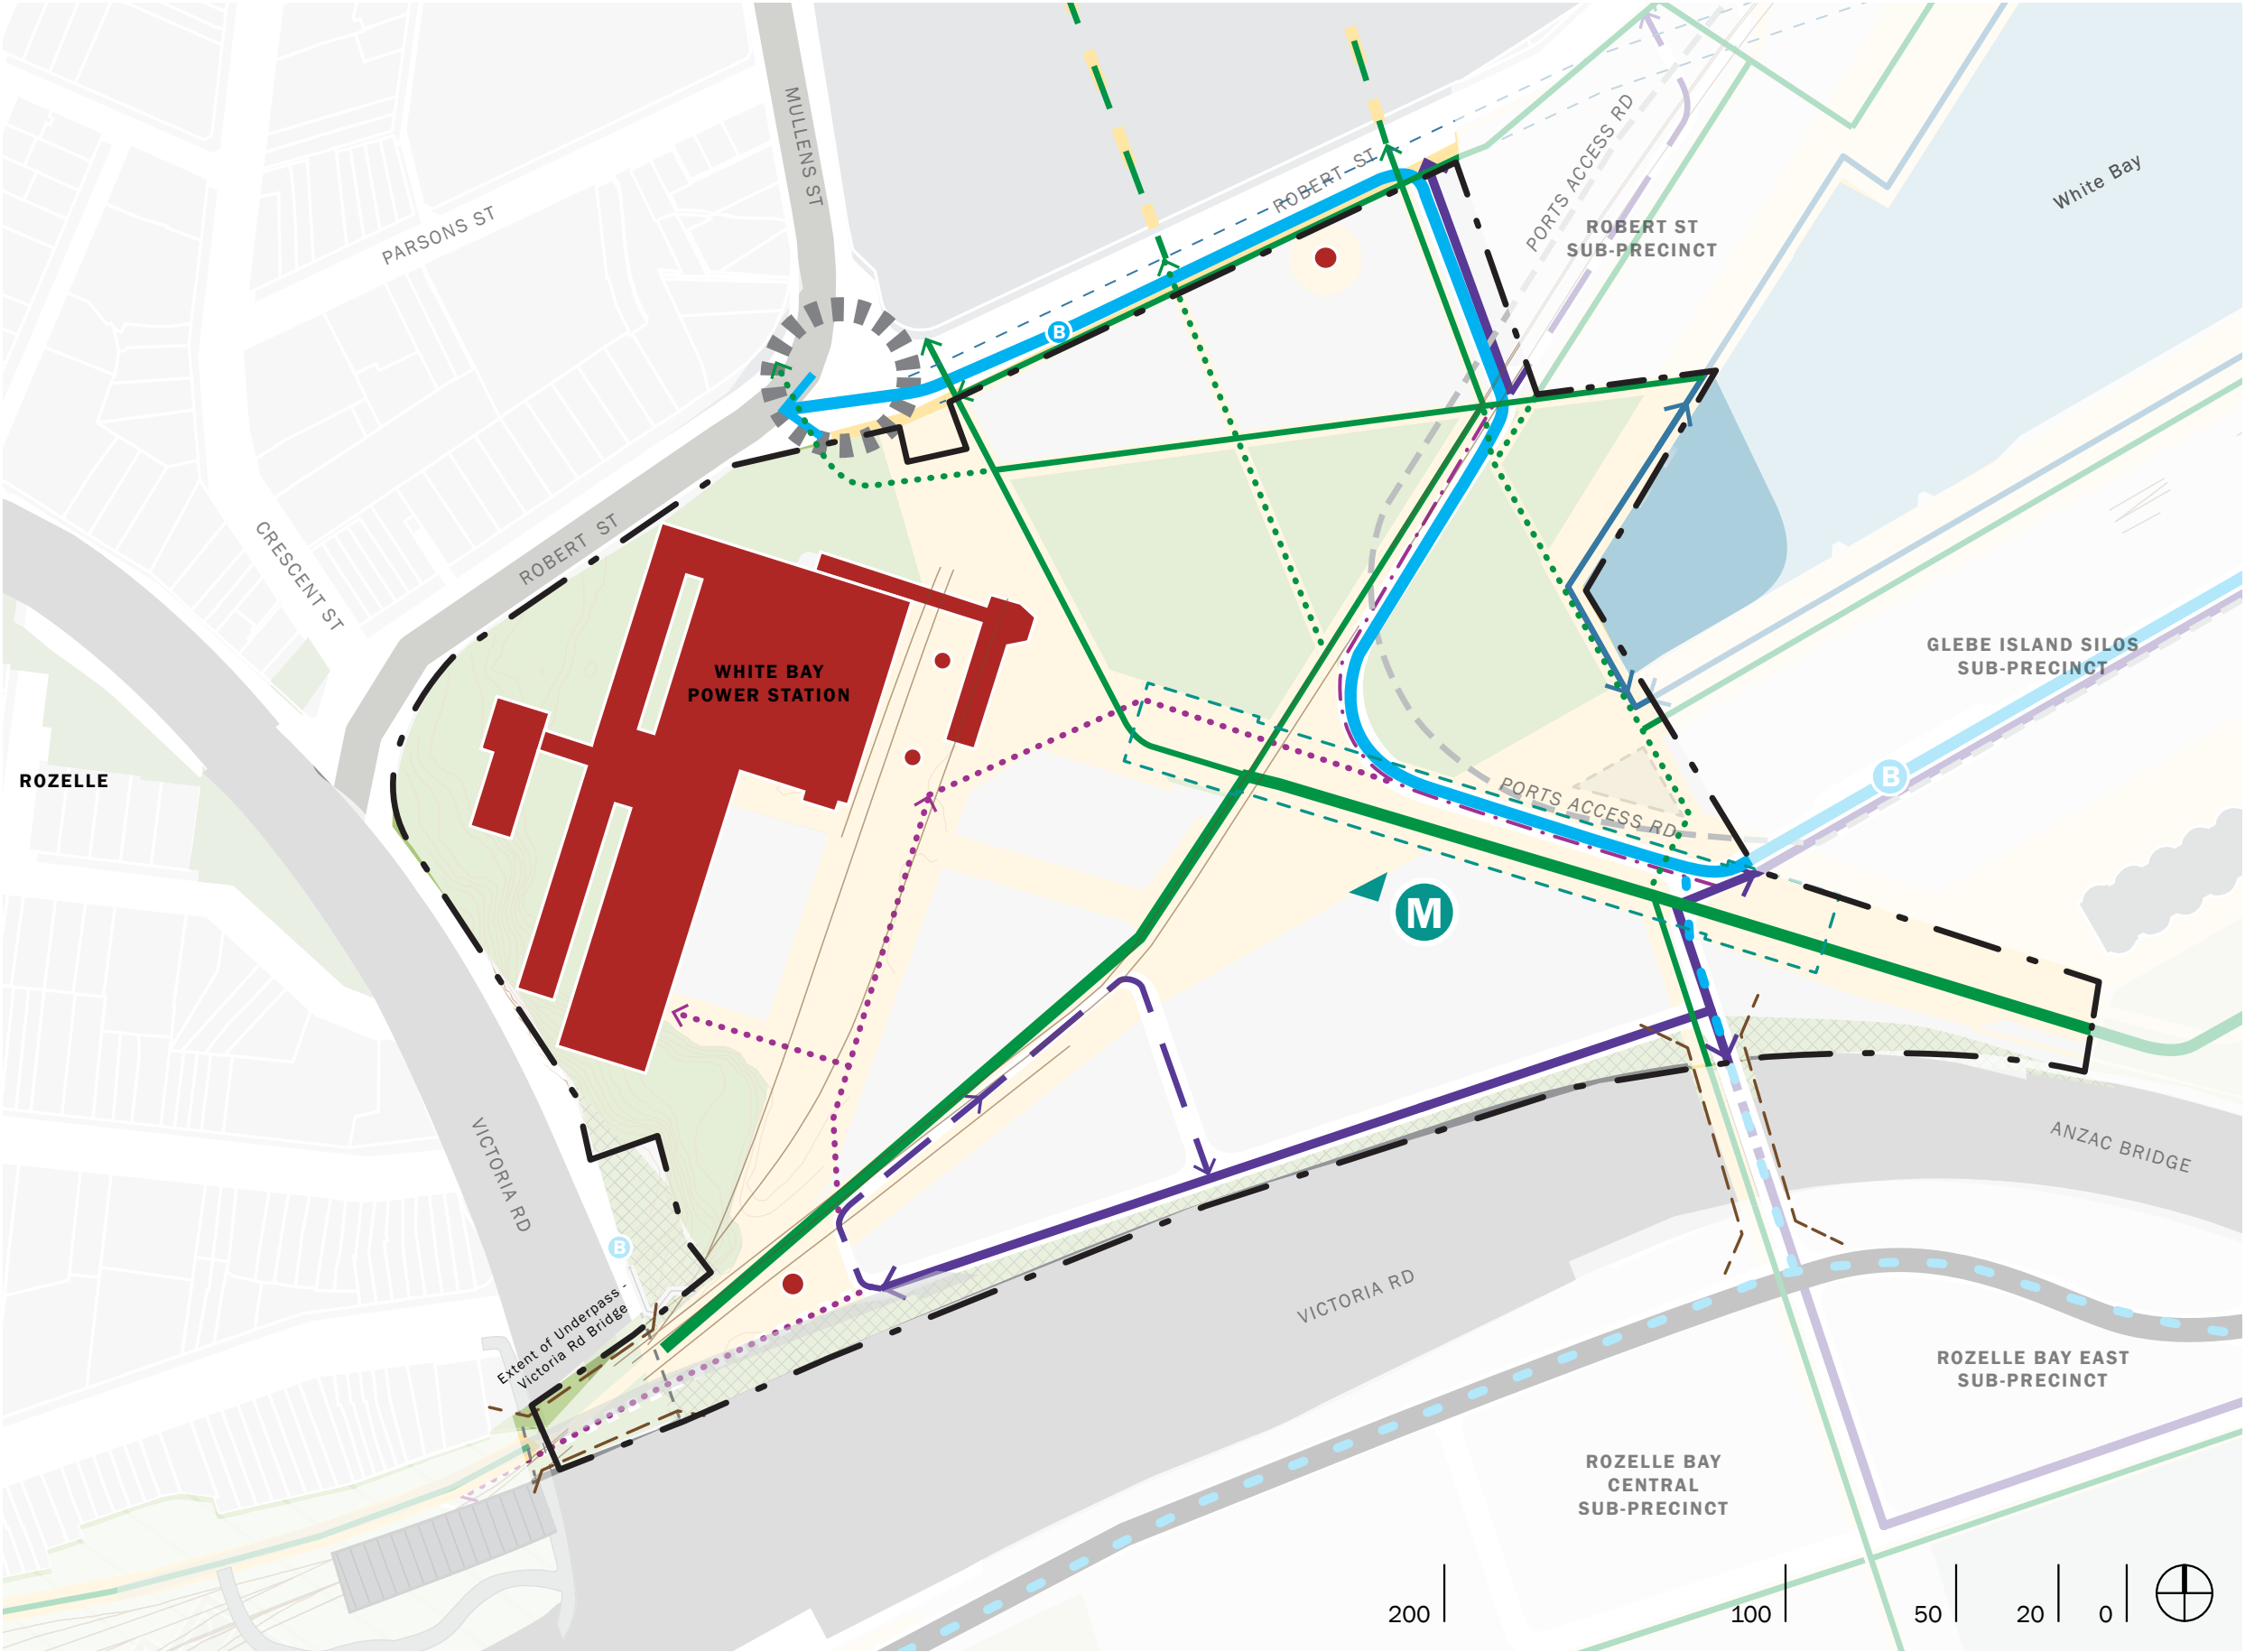 MULLENS ST
PARSONS ST
ROBERT ST
PORTS ACCESS RD
ROBERT ST
SUB-PRECINCT
White Bay
B
CRESCENT ST
ROBERT ST
WHITE BAY
POWER STATION
GLEBE ISLAND SILOS
SUB-PRECINCT
ROZELLE
B
PORTS ACCESS RD
M
VICTORIA RD
ANZAC BRIDGE
B
Extent of Underpass -
Victoria Rd Bridge
VICTORIA RD
ROZELLE BAY EAST
SUB-PRECINCT
ROZELLE BAY
CENTRAL
SUB-PRECINCT
200 100 50 20 0